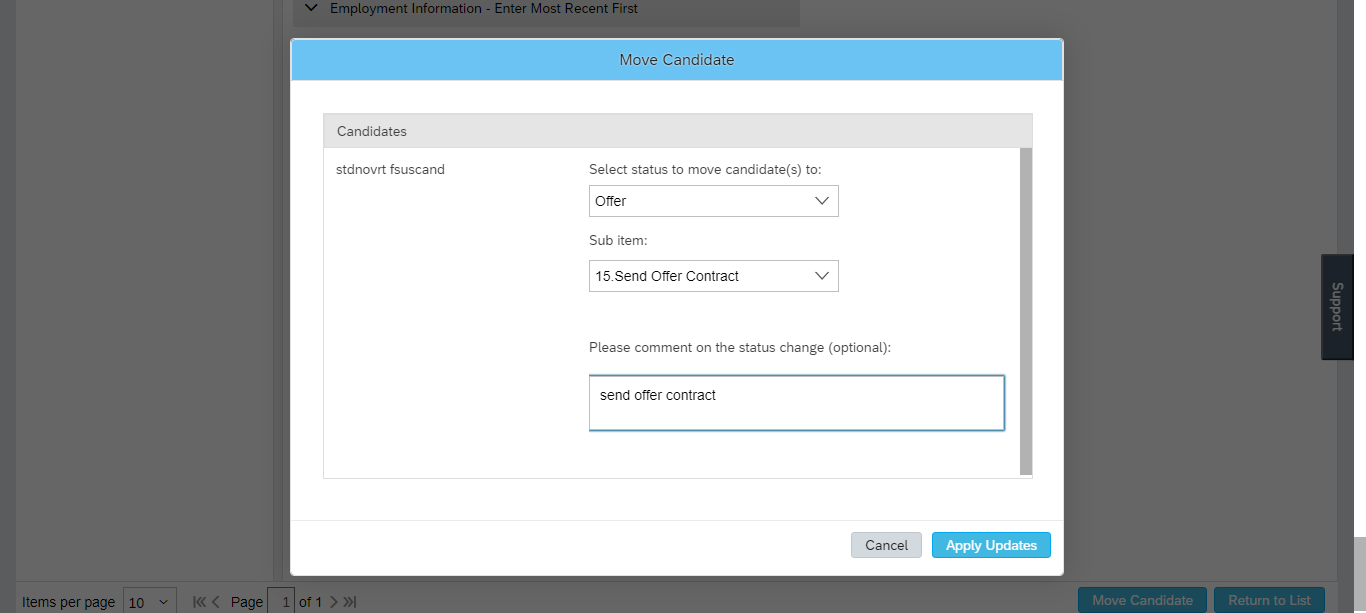 Employment Information - Enter Most Recent First
Move Candidate
Candidates
stdnovrt fsuscand
Select status to move candidate(s) to:
Offer
Sub item:
15.Send Offer Contract
Please comment on the status change (optional):
send offer contract
Support
Cancel
Apply Updates
Items per page 10 Page 1 of 1
Move Candidate
Return to List